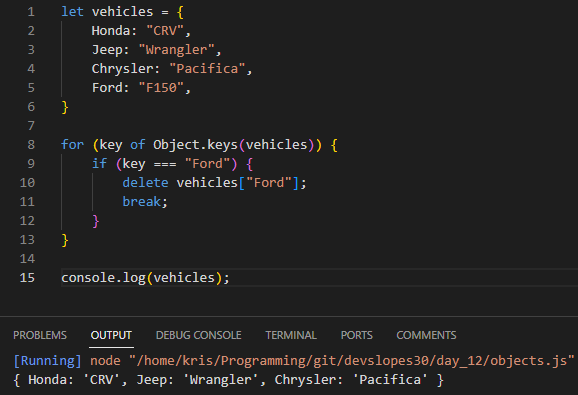 1 let vehicles = {
2     Honda: "CRV",
3     Jeep: "Wrangler",
4     Chrysler: "Pacifica",
5     Ford: "F150",
6 }
7
8 for (key of Object.keys(vehicles)) {
9     if (key === "Ford") {
10         delete vehicles["Ford"];
11         break;
12     }
13 }
14
15 console.log(vehicles);
PROBLEMS OUTPUT DEBUG CONSOLE TERMINAL PORTS COMMENTS
[Running] node "/home/kris/Programming/git/devslopes30/day_12/objects.js"
{ Honda: 'CRV', Jeep: 'Wrangler', Chrysler: 'Pacifica' }